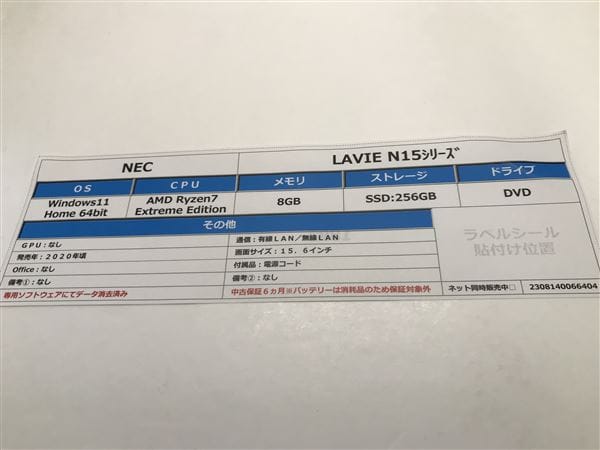 NEC
LAVIE N15ｼﾘｰｽﾞ
OS
CPU
メモリ
ストレージ
ドライブ
Windows11
Home 64bit
AMD Ryzen7
Extreme Edition
8GB
SSD:256GB
DVD
その他
GPU：なし
通信：有線LAN／無線LAN
発売年：2020年頃
画面サイズ：15．6インチ
Office：なし
付属品：電源コード
備考①：なし
備考②：なし
ラベルシール
貼付け位置
専用ソフトウェアにてデータ消去済み
中古保証6ヵ月※バッテリーは消耗品のため保証対象外
ネット同時販売中□
2308140066404